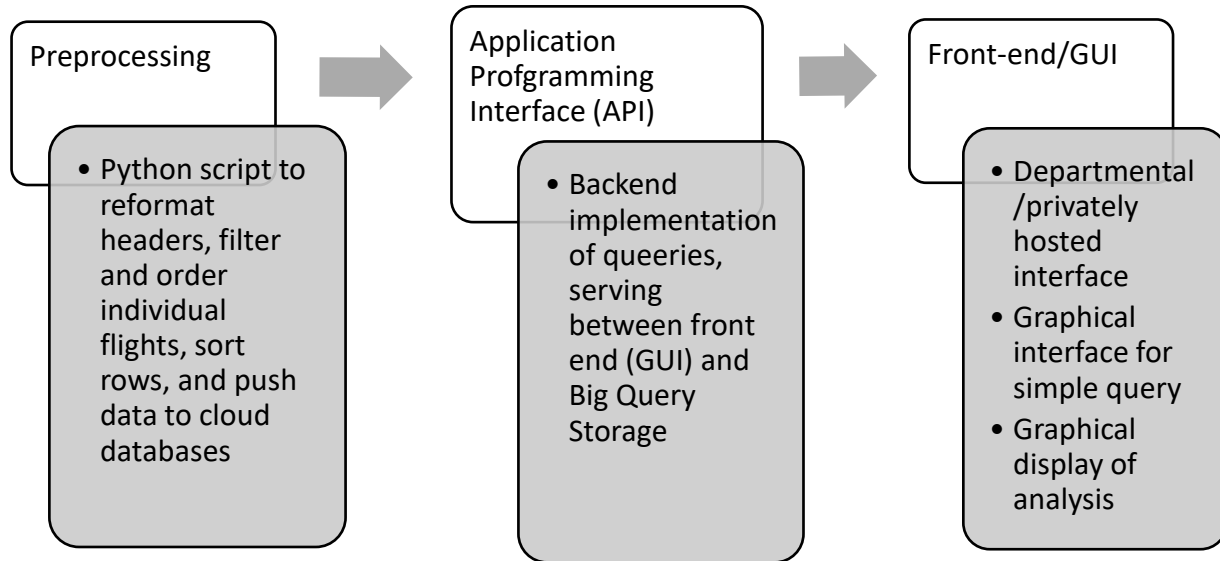 Preprocessing
• Python script to
reformat
headers, filter
and order
individual
flights, sort
rows, and push
data to cloud
databases
Application
Profgramming
Interface (API)
• Backend
implementation
of queeries,
serving
between front
end (GUI) and
Big Query
Storage
Front-end/GUI
• Departmental
/privately
hosted
interface
• Graphical
interface for
simple query
• Graphical
display of
analysis